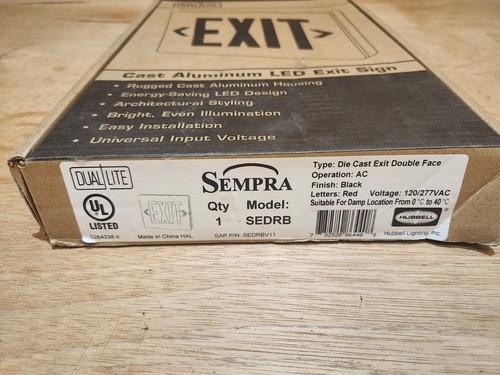 EXIT
Cast Aluminum LED Exit Sign
• Rugged Cast Aluminum Housing
• Energy-Saving LED Design
• Architectural Styling
• Bright, Even Illumination
• Easy Installation
• Universal Input Voltage
DUAL LITE
UL
LISTED
EXIT
Made in China HAL
SEMPRA
Qty Model:
1 SEDRB
SAP P/N: SEDRBV11
Type: Die Cast Exit Double Face
Operation: AC
Finish: Black
Letters: Red Voltage: 120/277VAC
Suitable For Damp Location From 0 °C to 40 °C
HUBBELL
Hubbell Lighting, Inc.